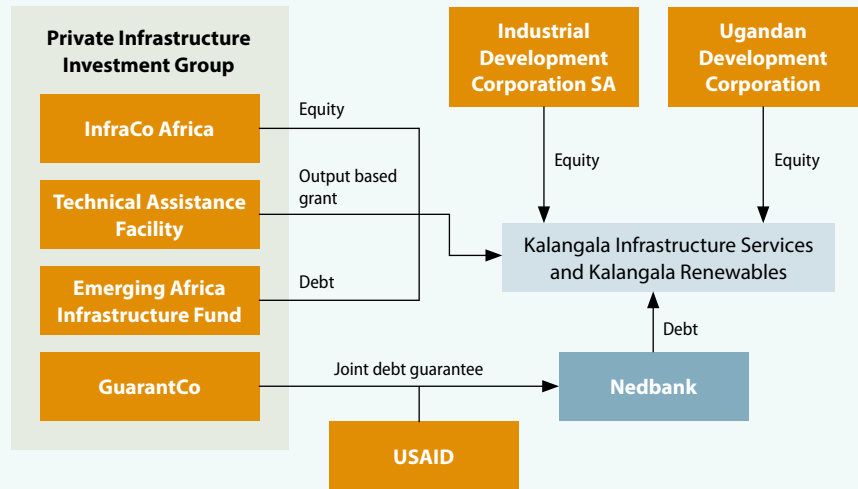 Private Infrastructure
Investment Group
InfraCo Africa
Equity
Technical Assistance
Facility
Output based
grant
Emerging Africa
Infrastructure Fund
Debt
GuarantCo
Joint debt guarantee
USAID
Industrial
Development
Corporation SA
Equity
Ugandan
Development
Corporation
Equity
Kalangala Infrastructure Services
and Kalangala Renewables
Debt
Nedbank